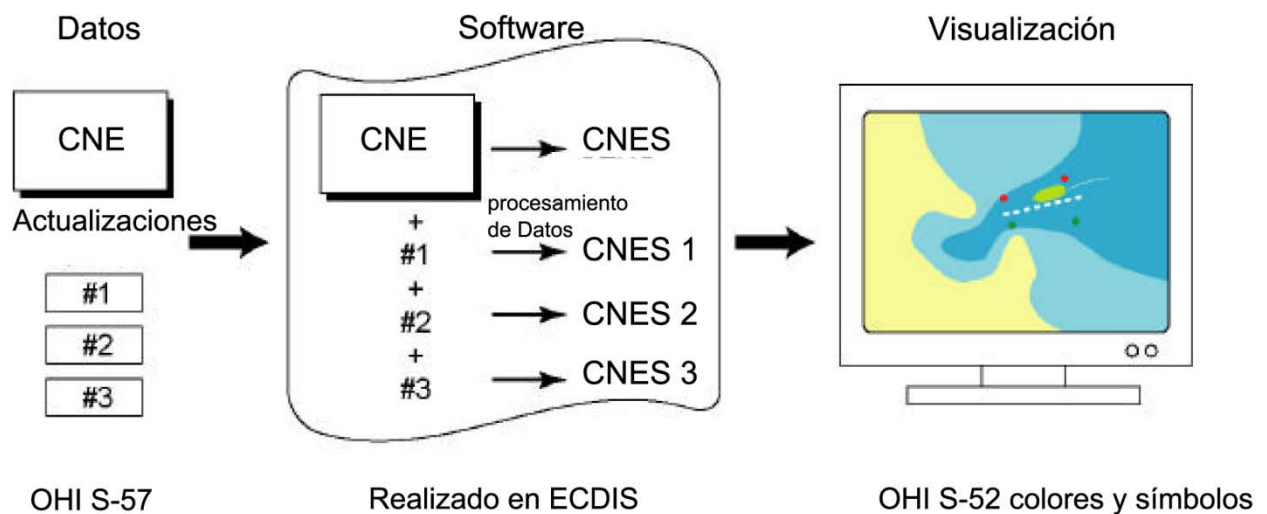 Datos
Software
Visualización
CNE
Actualizaciones
#1
#2
#3
CNE
CNES
procesamiento
de Datos
+
#1
CNES 1
+
#2
CNES 2
+
#3
CNES 3
OHI S-57
Realizado en ECDIS
OHI S-52 colores y símbolos